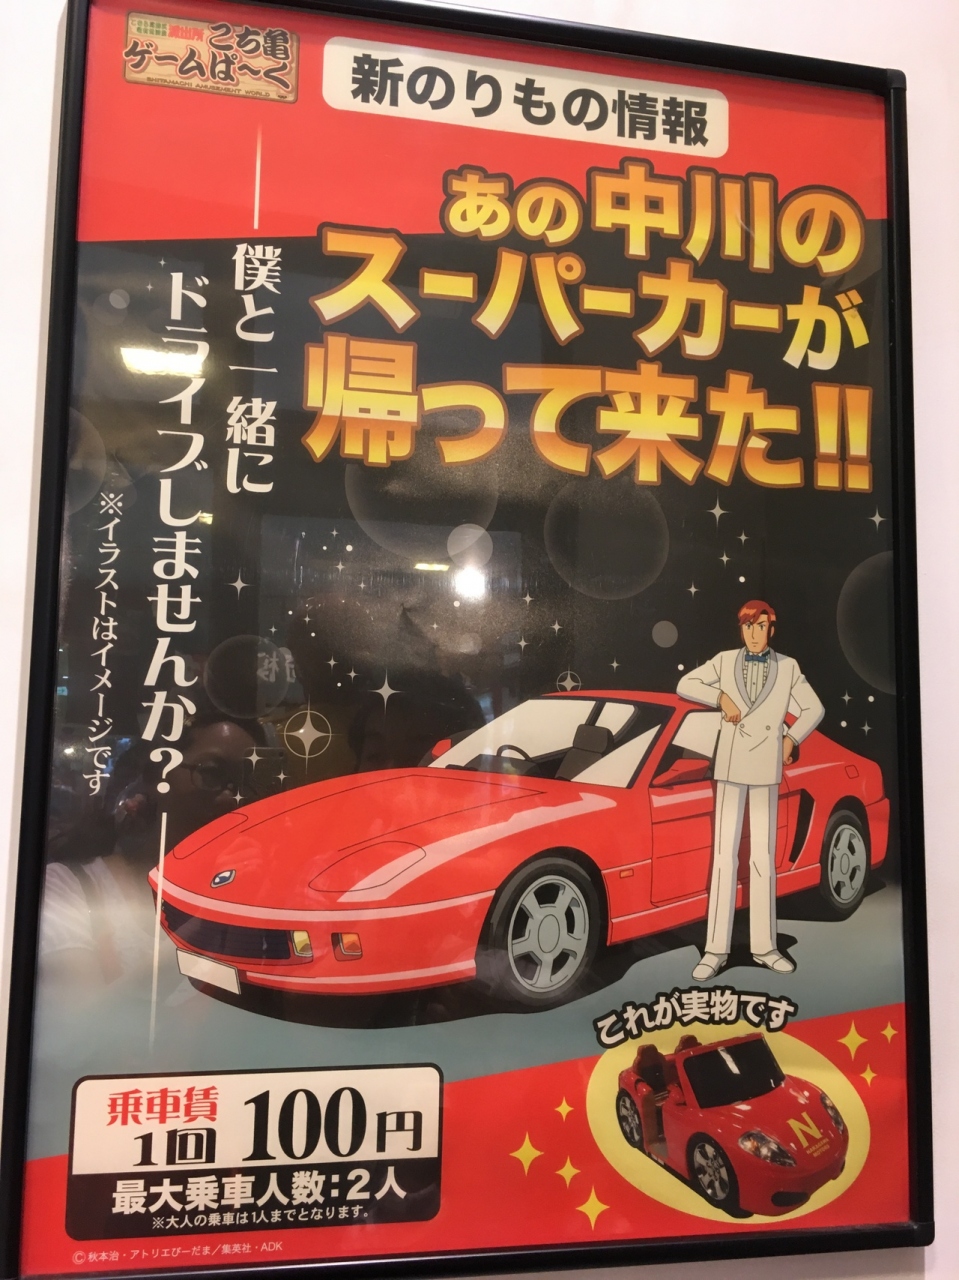 こち亀
ゲームぱ〜く
新のりもの情報
あの中川の
スーパーカーが
帰って来た!!
僕と一緒に
ドライブしませんか?
※イラストはイメージです
これが実物です
N
乗車賃
1回 100円
最大乗車人数:2人
※大人の乗車は1人までとなります。
©秋本治・アトリエびーだま/集英社・ADK